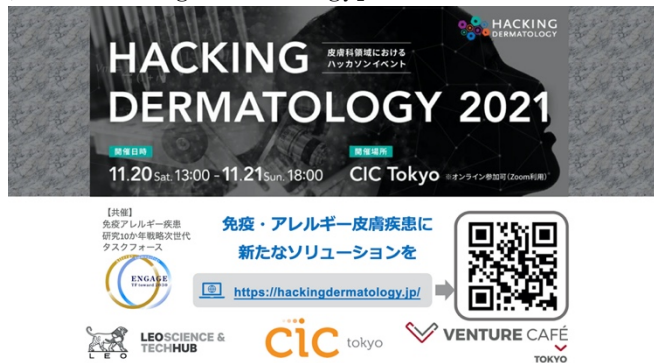 HACKING
DERMATOLOGY
HACKING 皮膚科領域における
ハッカソンイベント
DERMATOLOGY 2021
開催日時
11.20 Sat. 13:00 - 11.21 Sun. 18:00
開催場所
CIC Tokyo ※オンライン参加可(Zoom利用)
【共催】
免疫アレルギー疾患
研究10か年戦略次世代
タスクフォース
ENGAGE
免疫・アレルギー皮膚疾患に
新たなソリューションを
https://hackingdermatology.jp/
LEO
LEOSCIENCE &
TECHHUB
CiC tokyo
VENTURE CAFÉ
TOKYO